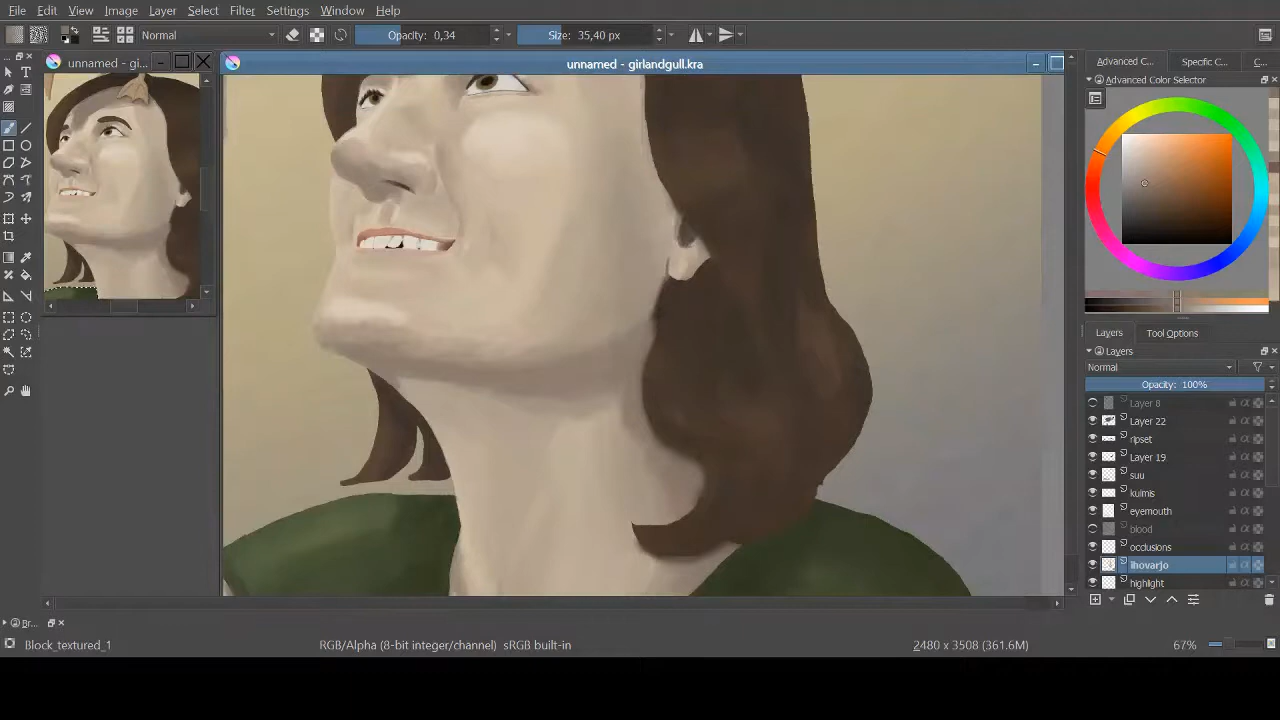 File Edit View Image Layer Select Filter Settings Window Help
Normal Opacity: 0,34 Size: 35,40 px
unnamed - gi...
unnamed - girlandgull.kra
Advanced C... Specific C... C...
Advanced Color Selector
Layers Tool Options
Layers
Normal
Opacity: 100%
Layer 8
Layer 22
ripset
Layer 19
suu
kulmis
eyemouth
blood
occlusions
ihovarjo
highlight
Br...
Block_textured_1 RGB/Alpha (8-bit integer/channel) sRGB built-in 2480 x 3508 (361.6M) 67%